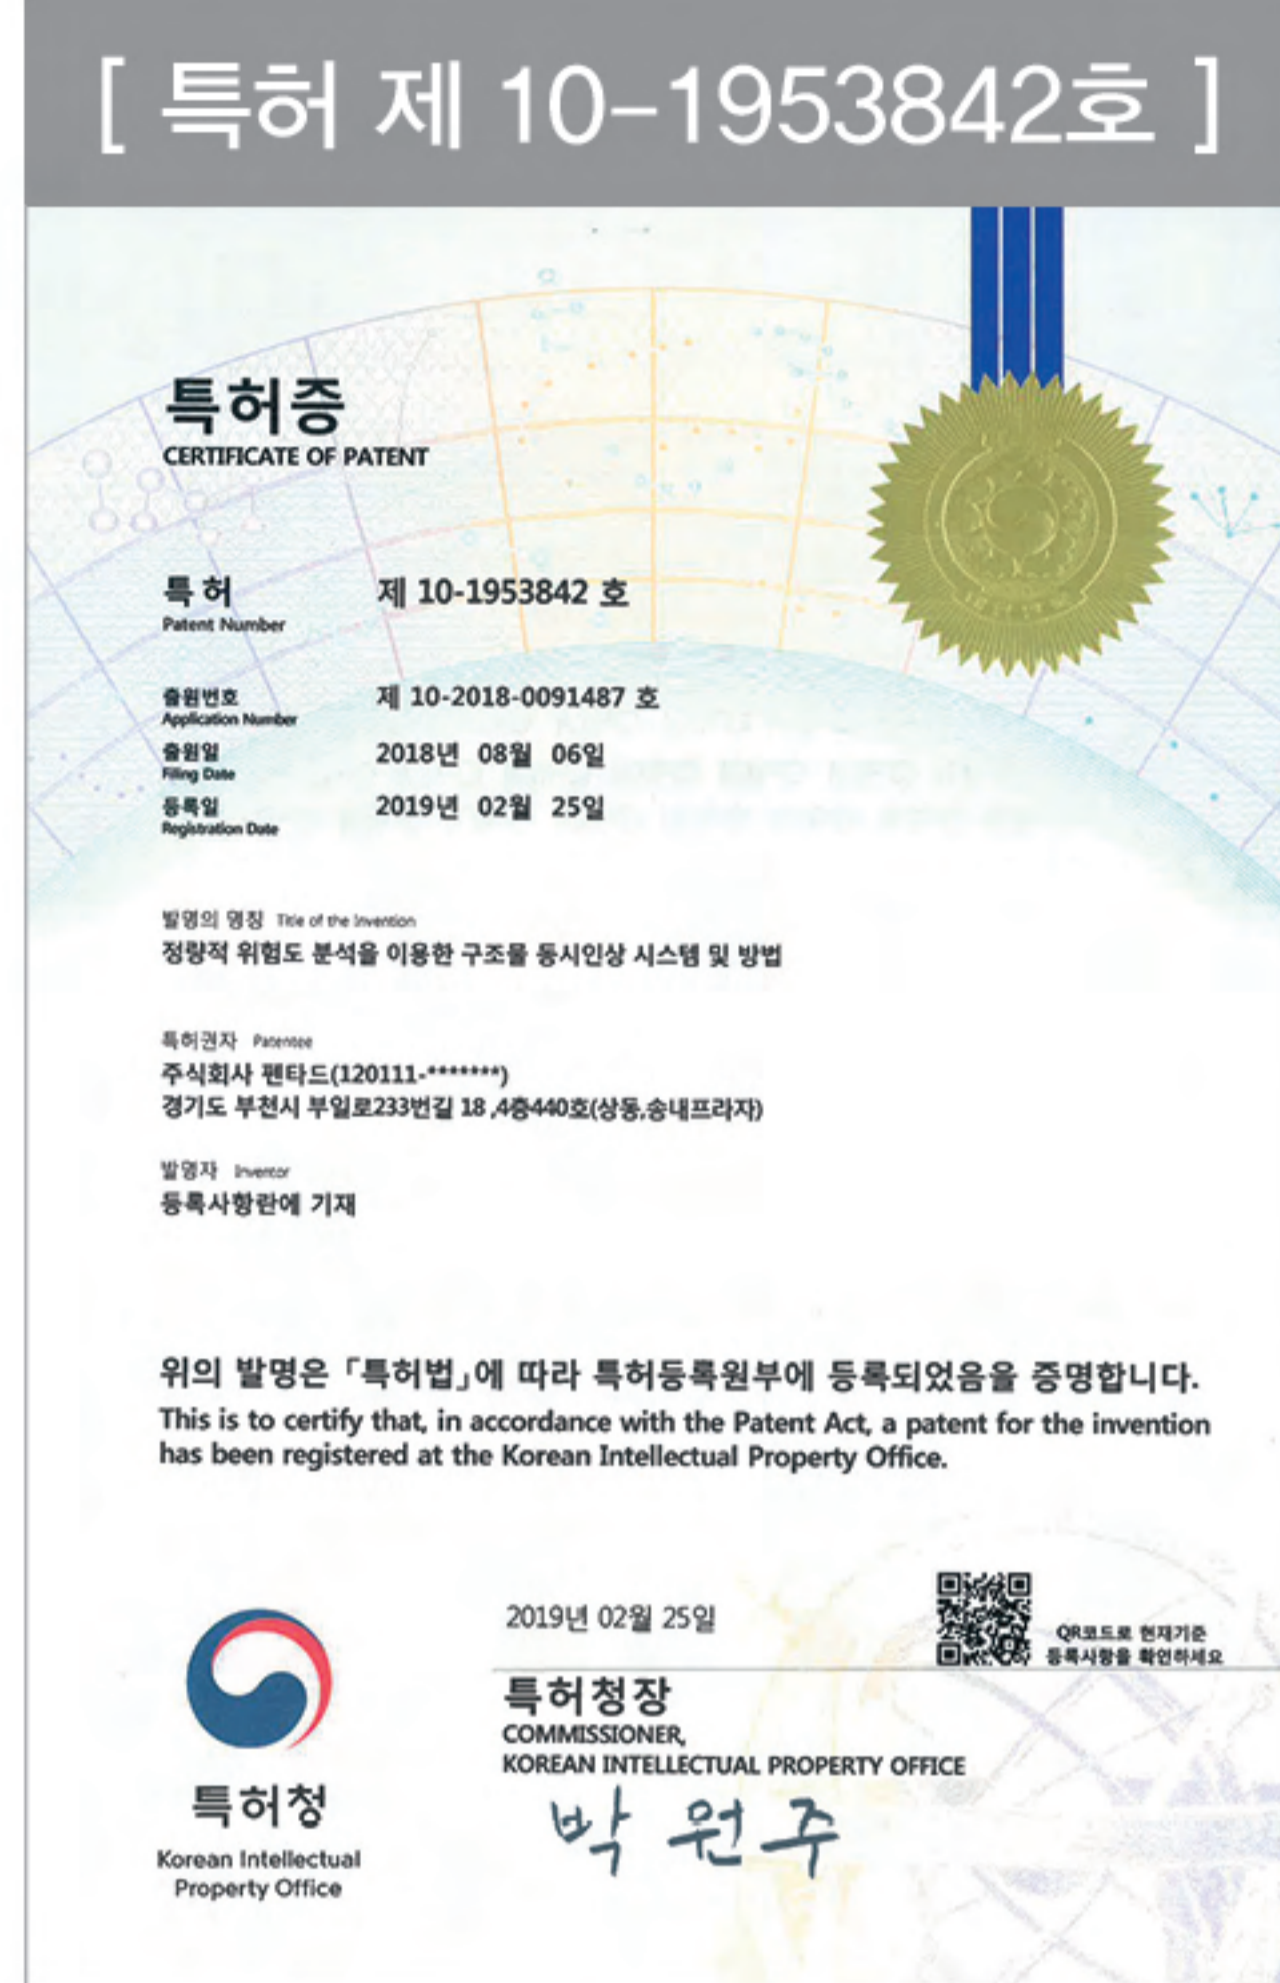 [ 특허 제 10-1953842호 ]
특허증
CERTIFICATE OF PATENT
특 허 제 10-1953842 호
Patent Number
출원번호 제 10-2018-0091487 호
Application Number
출원일 2018년 08월 06일
Filing Date
등록일 2019년 02월 25일
Registration Date
발명의 명칭 Title of the Invention
정량적 위험도 분석을 이용한 구조물 동시인상 시스템 및 방법
특허권자 Patentee
주식회사 펜타드(120111-*******)
경기도 부천시 부일로233번길 18 ,4층440호(상동,송내프라자)
발명자 Inventor
등록사항란에 기재
위의 발명은 「특허법」에 따라 특허등록원부에 등록되었음을 증명합니다.
This is to certify that, in accordance with the Patent Act, a patent for the invention
has been registered at the Korean Intellectual Property Office.
2019년 02월 25일
QR코드로 현재기준
등록사항을 확인하세요
특허청장
COMMISSIONER,
KOREAN INTELLECTUAL PROPERTY OFFICE
박 원 주
특허청
Korean Intellectual
Property Office